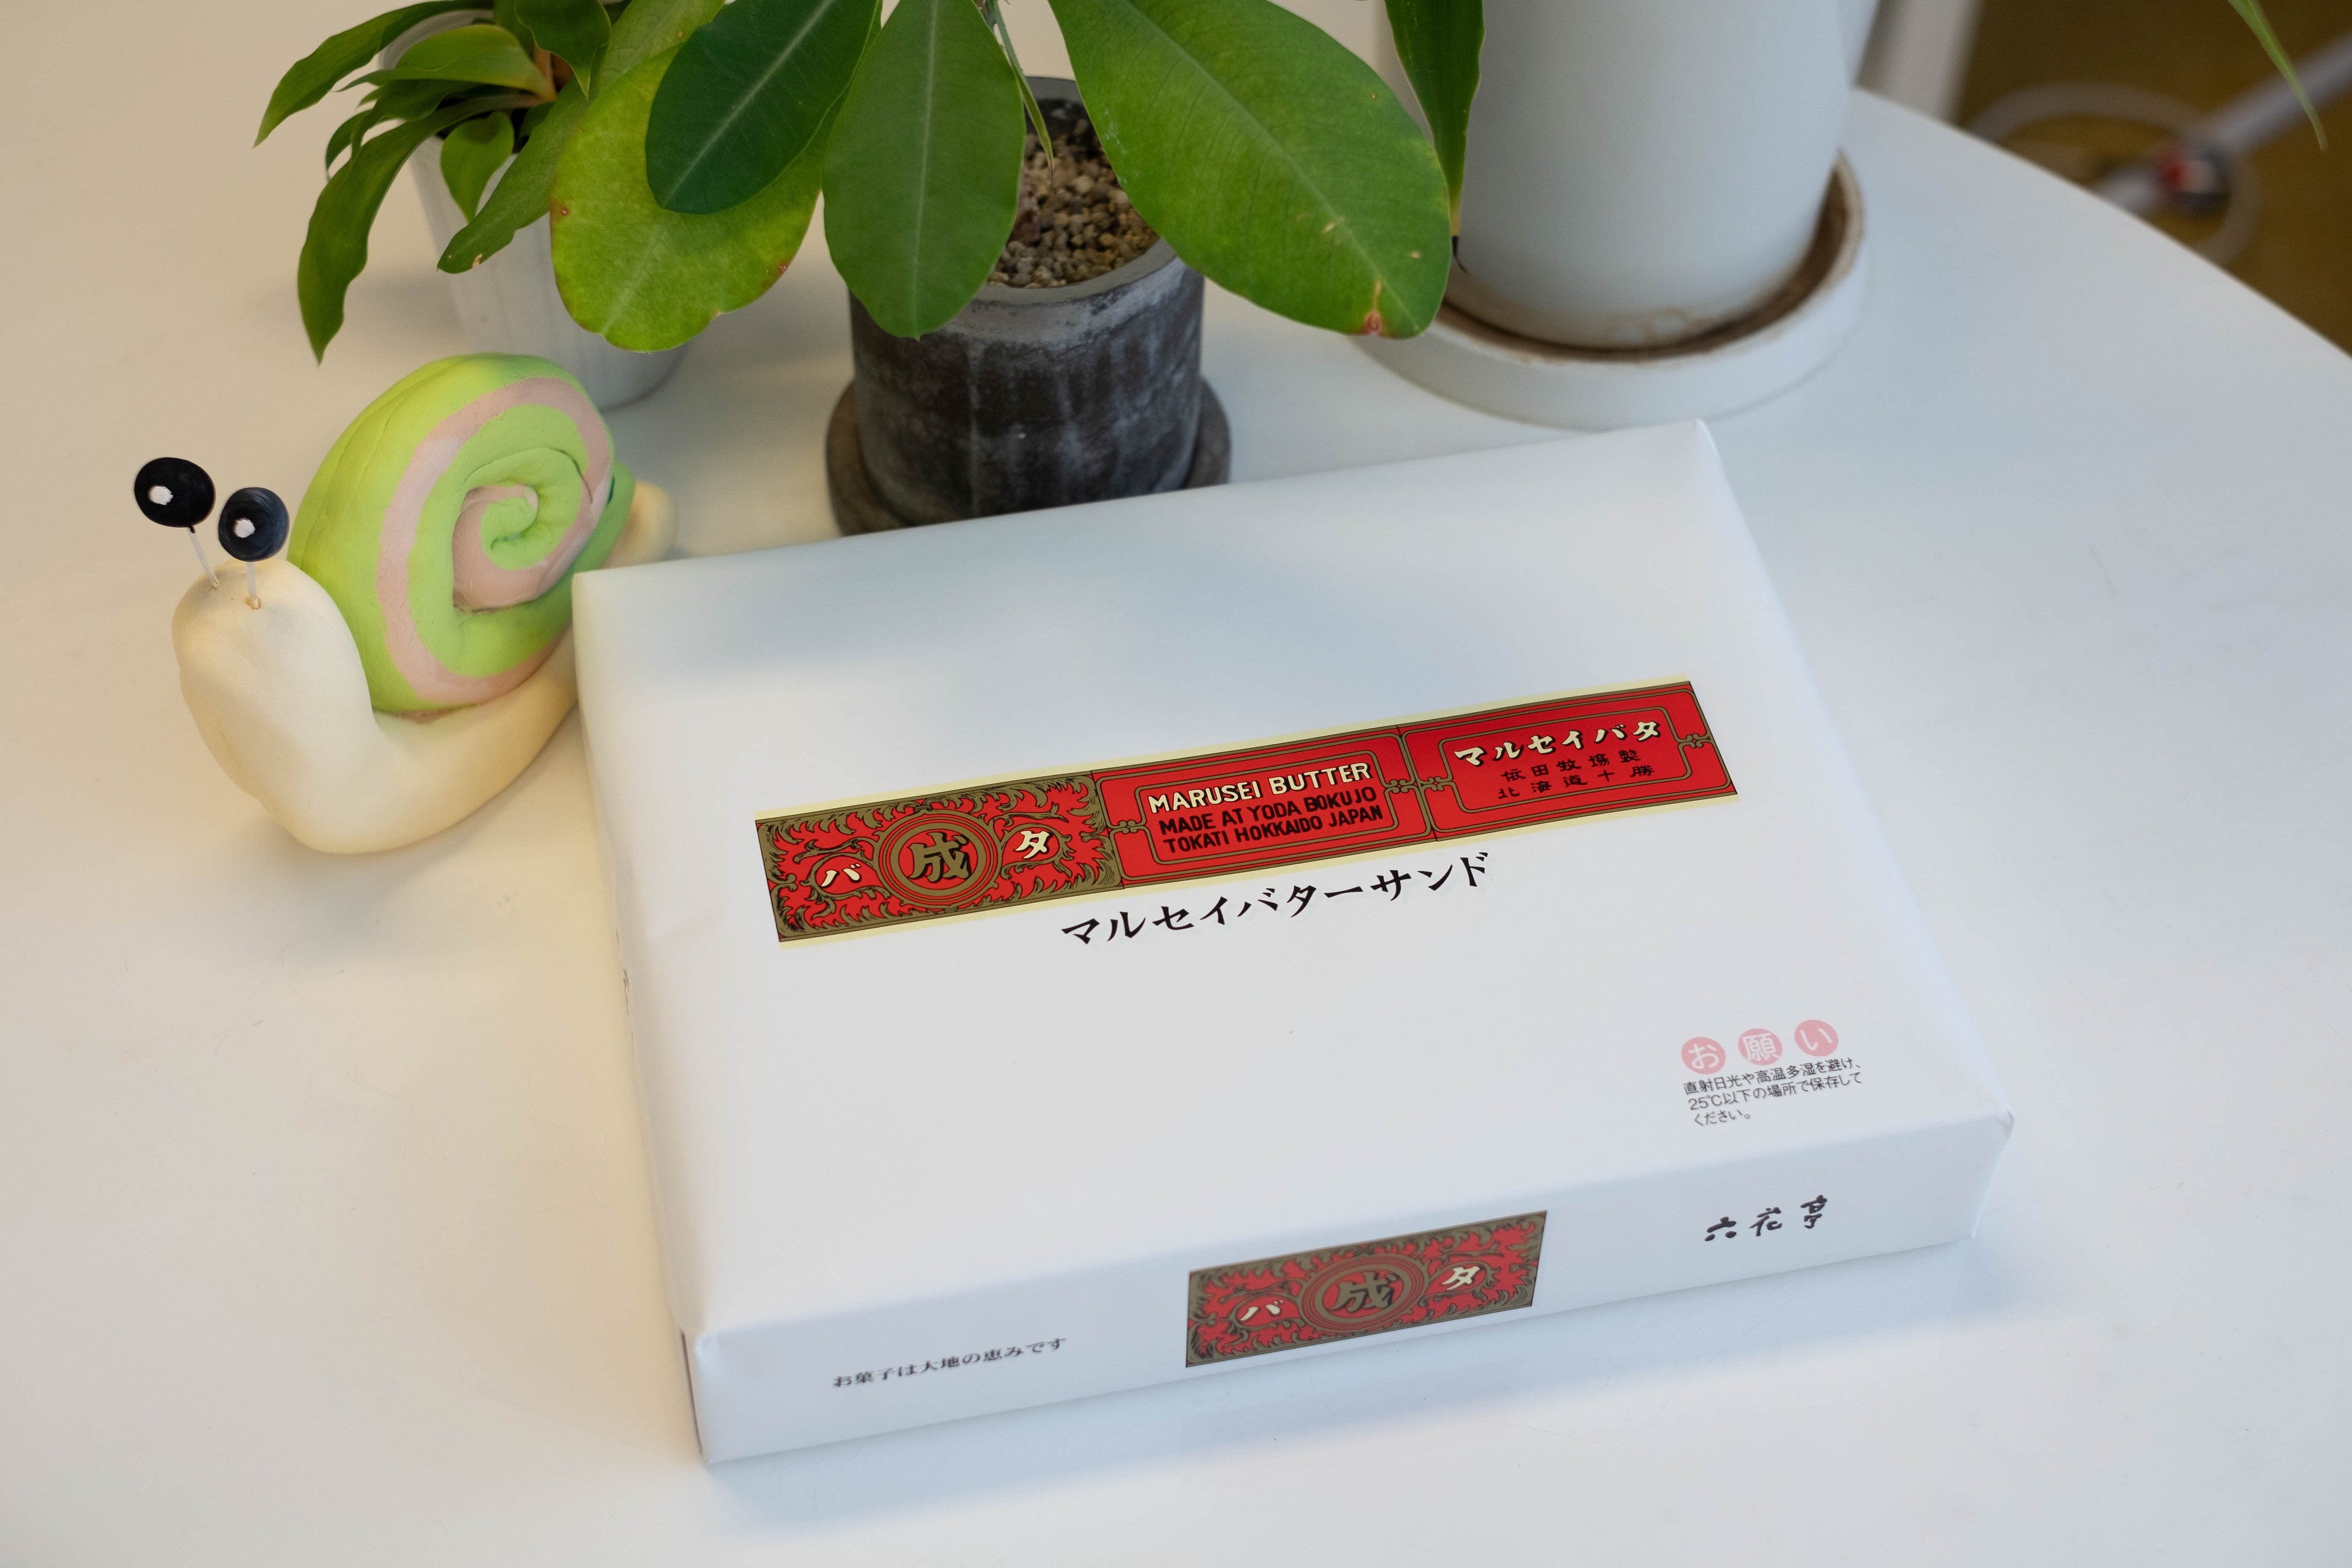 バ 成 タ
MARUSEI BUTTER
MADE AT YODA BOKUJO
TOKATI HOKKAIDO JAPAN
マルセイバタ
依田牧場製
北海道十勝
マルセイバターサンド
お願い
直射日光や高温多湿を避け、
25℃以下の場所で保存して
ください。
お菓子は大地の恵みです
バ 成 タ
六花亭